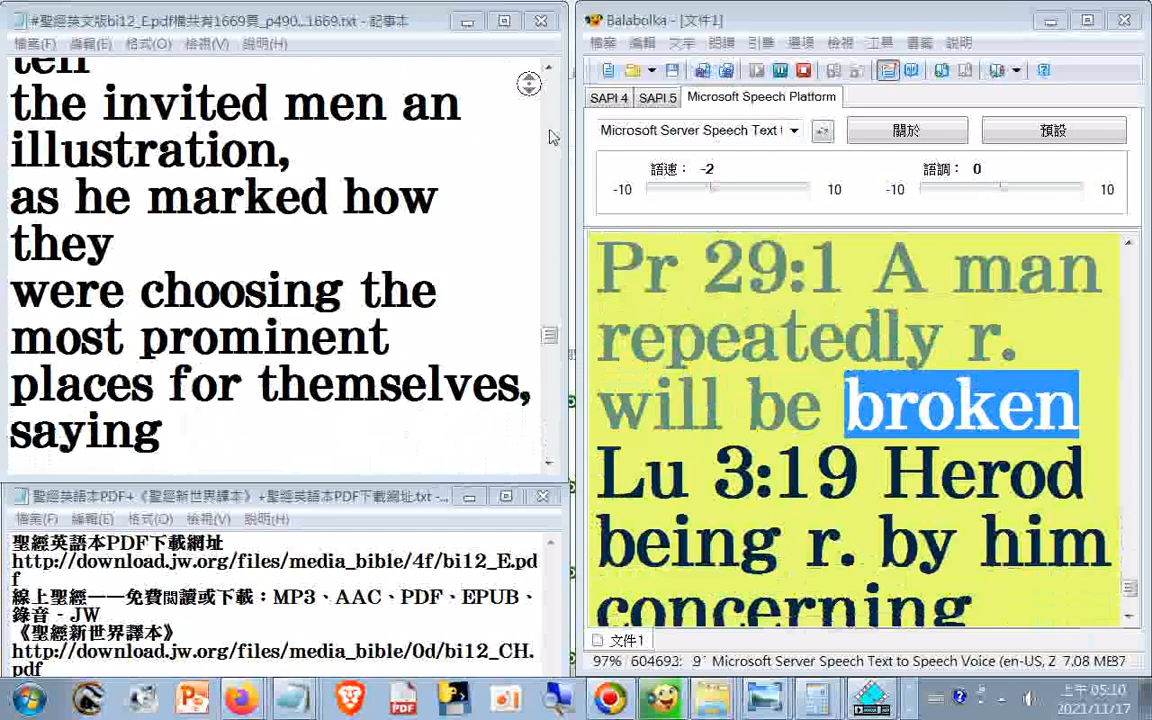 #聖經英文版bi12_E.pdf檔共有1669頁_p490...1669.txt - 記事本
檔案(F) 編輯(E) 格式(O) 檢視(V) 說明(H)
tell
the invited men an
illustration,
as he marked how
they
were choosing the
most prominent
places for themselves,
saying
聖經英語本PDF+《聖經新世界譯本》+聖經英語本PDF下載網址.txt - ...
檔案(F) 編輯(E) 格式(O) 檢視(V) 說明(H)
聖經英語本PDF下載網址
http://download.jw.org/files/media_bible/4f/bi12_E.pd
f
線上聖經——免費閱讀或下載：MP3、AAC、PDF、EPUB、
錄音 - JW
《聖經新世界譯本》
http://download.jw.org/files/media_bible/0d/bi12_CH.
pdf
Balabolka - [文件1]
檔案 編輯 文字 朗讀 引擎 選項 檢視 工具 書籤 說明
SAPI 4 SAPI 5 Microsoft Speech Platform
Microsoft Server Speech Text 關於 預設
語速： -2 語調： 0
-10 10 -10 10
Pr 29:1 A man
repeatedly r.
will be broken
Lu 3:19 Herod
being r. by him
concerning
文件1
97% 604693: Microsoft Server Speech Text to Speech Voice (en-US, Z 7.08 MB
上午 05:10
2021/11/17